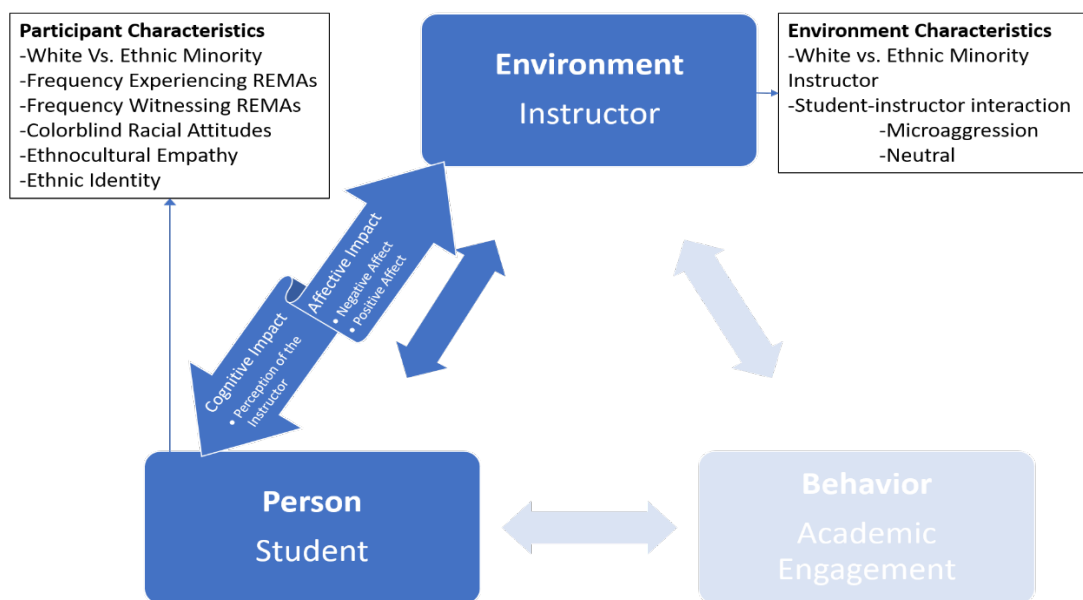 Participant Characteristics
-White Vs. Ethnic Minority
-Frequency Experiencing REMAs
-Frequency Witnessing REMAs
-Colorblind Racial Attitudes
-Ethnocultural Empathy
-Ethnic Identity
Environment
Instructor
Environment Characteristics
-White vs. Ethnic Minority
Instructor
-Student-instructor interaction
-Microaggression
-Neutral
Affective Impact
• Negative Affect
• Positive Affect
Cognitive Impact
• Perception of the
Instructor
Person
Student
Behavior
Academic
Engagement